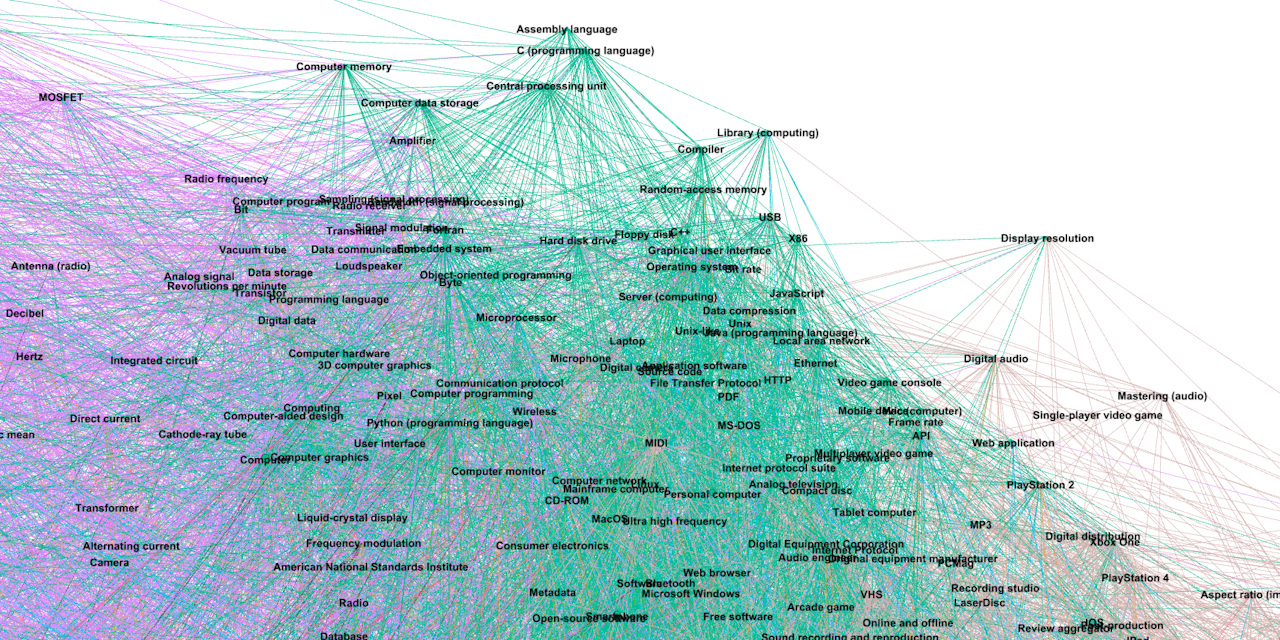 Assembly language
C (programming language)
Computer memory
Central processing unit
MOSFET
Computer data storage
Library (computing)
Amplifier
Compiler
Radio frequency
Random-access memory
Computer program
Sampling (signal processing)
Radio receiver
Bit
USB
Transmitter
Signal modulation
Fortran
Floppy disk
C++
X86
Display resolution
Hard disk drive
Vacuum tube
Data communication
Embedded system
Graphical user interface
Antenna (radio)
Loudspeaker
Operating system
Bit rate
Analog signal
Data storage
Object-oriented programming
Revolutions per minute
Byte
Transistor
Programming language
Server (computing)
JavaScript
Decibel
Data compression
Digital data
Microprocessor
Unix
Unix-like
Java (programming language)
Laptop
Local area network
Hertz
Integrated circuit
Computer hardware
3D computer graphics
Microphone
Application software
Source code
Ethernet
Digital audio
Communication protocol
File Transfer Protocol
HTTP
Video game console
Pixel
Computer programming
PDF
Mastering (audio)
Computing
Computer-aided design
Wireless
Mobile device
Frame rate
Single-player video game
Direct current
Python (programming language)
MS-DOS
API
c mean
Cathode-ray tube
User interface
MIDI
Web application
Computer
Computer graphics
Multiplayer video game
Proprietary software
Computer monitor
Internet protocol suite
Computer network
Linux
Mainframe computer
Analog television
Compact disc
PlayStation 2
CD-ROM
Personal computer
Transformer
Tablet computer
Liquid-crystal display
MacOS
Ultra high frequency
MP3
Digital distribution
Xbox One
Alternating current
Frequency modulation
Consumer electronics
Digital Equipment Corporation
Internet Protocol
Audio engineer
Original equipment manufacturer
PCMag
Camera
American National Standards Institute
Web browser
PlayStation 4
Software
Bluetooth
Metadata
Microsoft Windows
VHS
Recording studio
Aspect ratio (im
Radio
Arcade game
LaserDisc
Open-source software
Smartphone
Free software
Online and offline
iOS
Review aggregator
Post-production
Database
Sound recording and reproduction
iPad